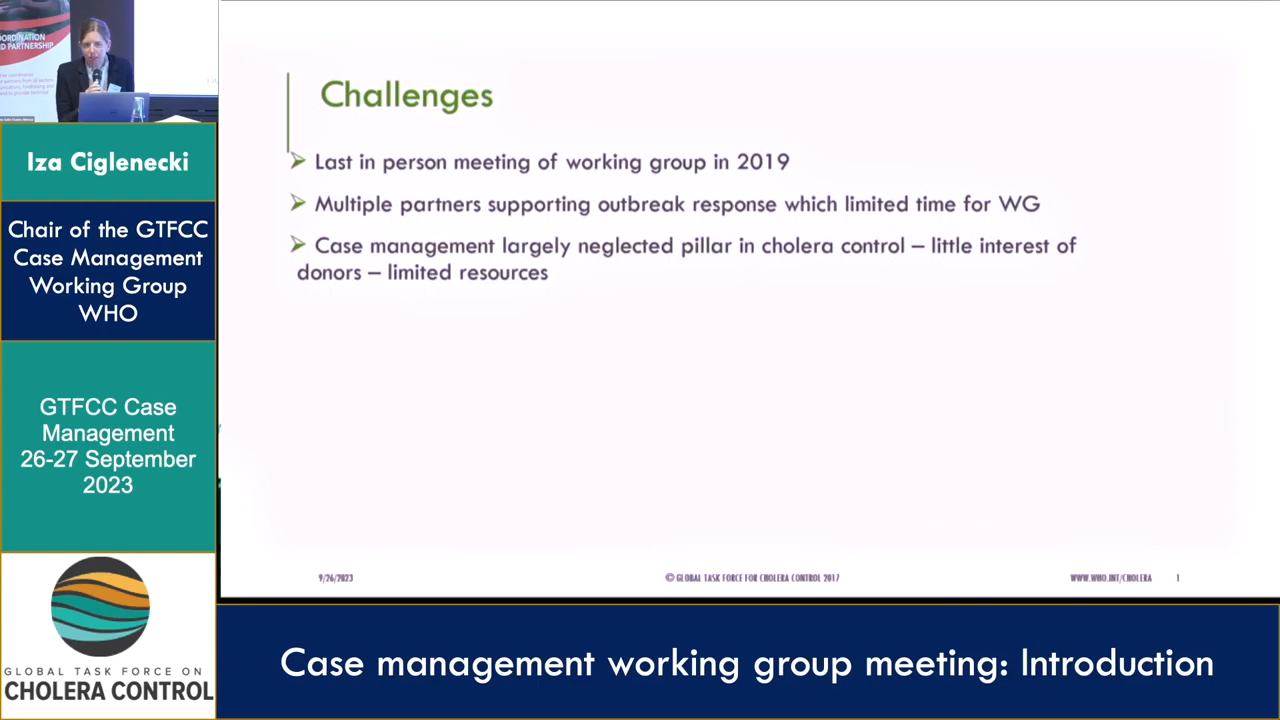 OORDINATION
ND PARTNERSHIP
Iza Ciglenecki
Chair of the GTFCC
Case Management
Working Group
WHO
GTFCC Case
Management
26-27 September
2023
GLOBAL TASK FORCE ON
CHOLERA CONTROL
Challenges
Last in person meeting of working group in 2019
Multiple partners supporting outbreak response which limited time for WG
Case management largely neglected pillar in cholera control – little interest of
donors – limited resources
9/26/2023
© GLOBAL TASK FORCE FOR CHOLERA CONTROL 2017
WWW.WHO.INT/CHOLERA
1
Case management working group meeting: Introduction